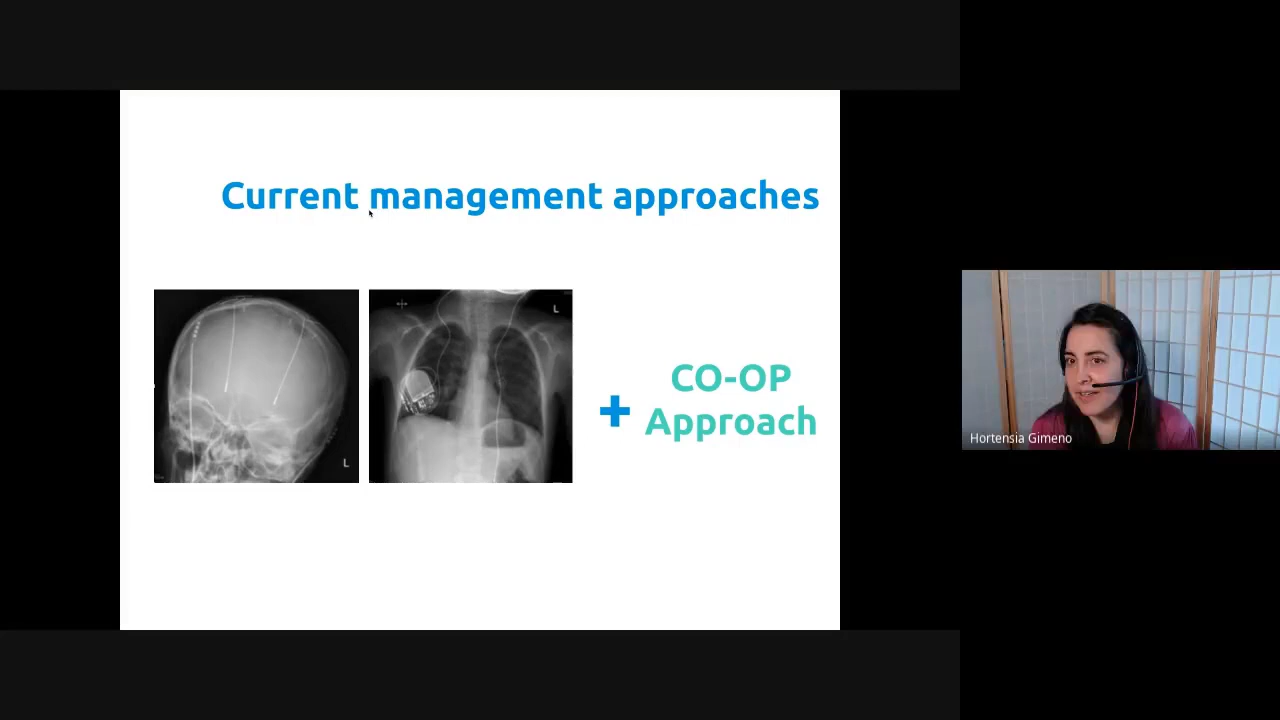 Current management approaches
L
L
+
CO-OP
Approach
Hortensia Gimeno